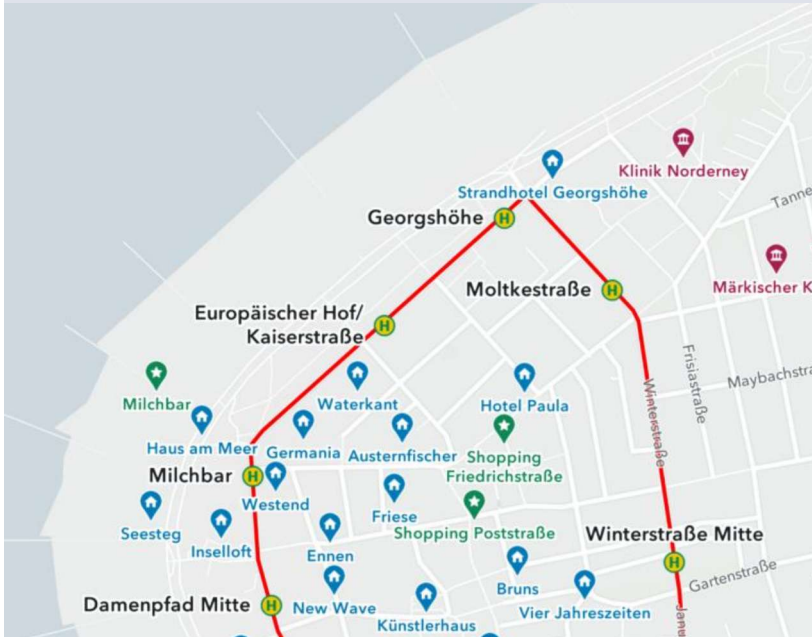 Klinik Norderney
Strandhotel Georgshöhe
Tanne
Georgshöhe
H
Märkischer K
Moltkestraße
H
Europäischer Hof/
Kaiserstraße
H
Frisiastraße
Maybachstra
Winterstraße
Milchbar
Waterkant
Hotel Paula
Haus am Meer
Germania
Austernfischer
Shopping
Friedrichstraße
Milchbar
H
Westend
Friese
Seesteg
Inselloft
Ennen
Shopping Poststraße
Winterstraße Mitte
H
Gartenstraße
Bruns
Damenpfad Mitte
H
New Wave
Künstlerhaus
Vier Jahreszeiten
Jann